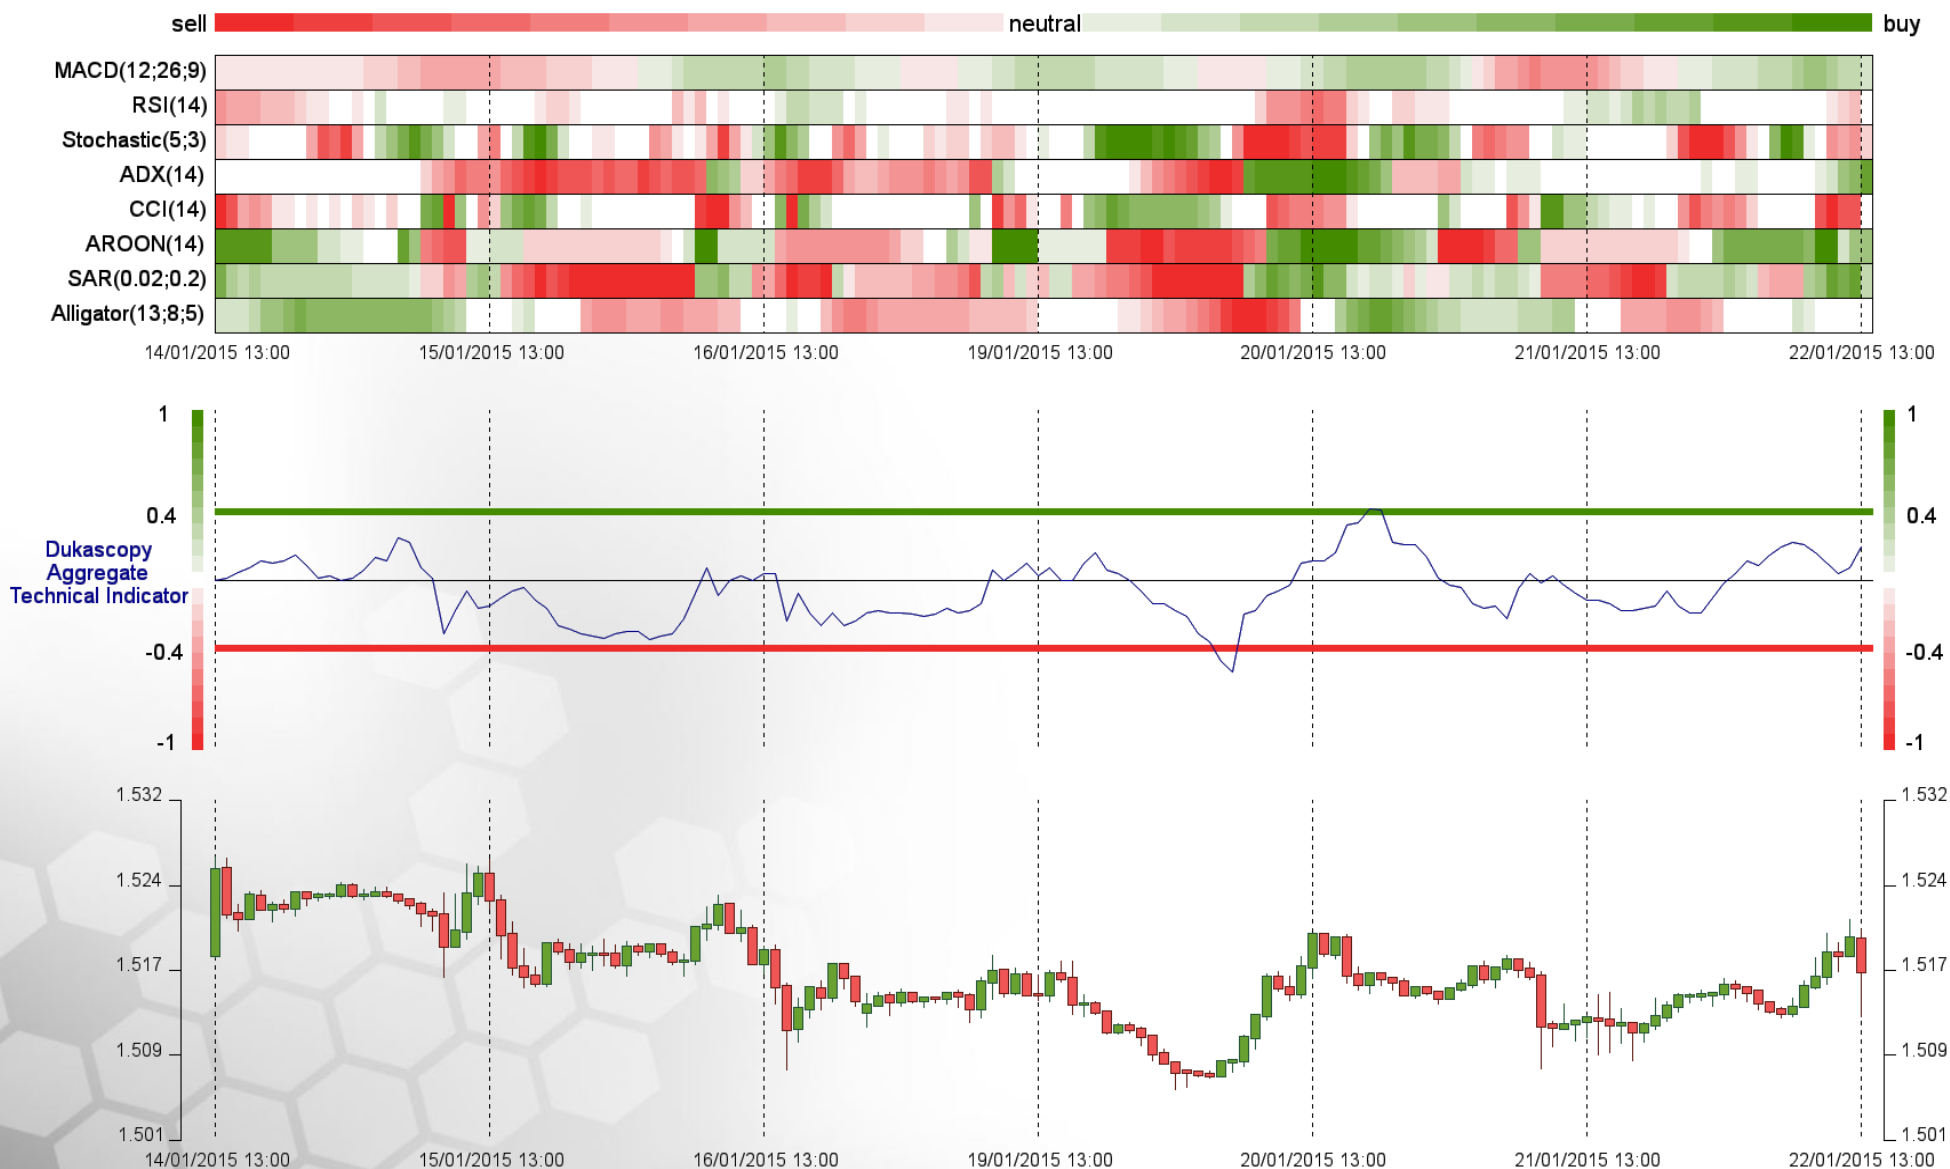 sell neutral buy
MACD(12;26;9)
RSI(14)
Stochastic(5;3)
ADX(14)
CCI(14)
AROON(14)
SAR(0.02;0.2)
Alligator(13;8;5)
14/01/2015 13:00 15/01/2015 13:00 16/01/2015 13:00 19/01/2015 13:00 20/01/2015 13:00 21/01/2015 13:00 22/01/2015 13:00
1 1
0.4 0.4
Dukascopy
Aggregate
Technical Indicator
-0.4 -0.4
-1 -1
1.532 1.532
1.524 1.524
1.517 1.517
1.509 1.509
1.501 1.501
14/01/2015 13:00 15/01/2015 13:00 16/01/2015 13:00 19/01/2015 13:00 20/01/2015 13:00 21/01/2015 13:00 22/01/2015 13:00